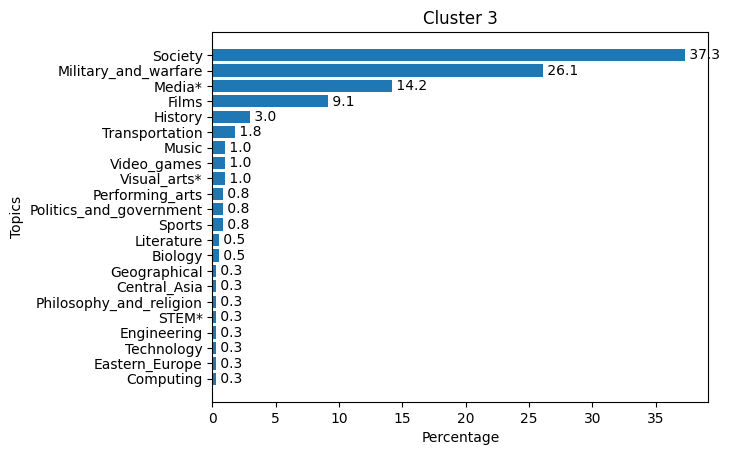 Cluster 3
Society 37.3
Military_and_warfare 26.1
Media* 14.2
Films 9.1
History 3.0
Transportation 1.8
Music 1.0
Video_games 1.0
Visual_arts* 1.0
Performing_arts 0.8
Politics_and_government 0.8
Sports 0.8
Literature 0.5
Biology 0.5
Geographical 0.3
Central_Asia 0.3
Philosophy_and_religion 0.3
STEM* 0.3
Engineering 0.3
Technology 0.3
Eastern_Europe 0.3
Computing 0.3
0 5 10 15 20 25 30 35
Percentage
Topics